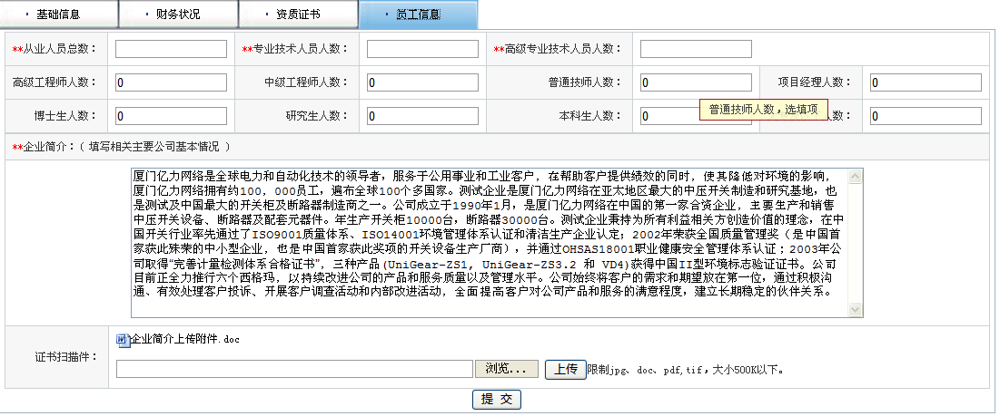 · 基础信息 · 财务状况 · 资质证书 · 员工信息
**从业人员总数： **专业技术人员人数： **高级专业技术人员人数：
高级工程师人数： 0 中级工程师人数： 0 普通技师人数： 0 项目经理人数： 0
普通技师人数，选填项
博士生人数： 0 研究生人数： 0 本科生人数： 0 人数： 0
**企业简介：（ 填写相关主要公司基本情况 ）
厦门亿力网络是全球电力和自动化技术的领导者，服务于公用事业和工业客户，在帮助客户提供绩效的同时，使其降低对环境的影响，
厦门亿力网络拥有约100，000员工，遍布全球100个多国家。测试企业是厦门亿力网络在亚太地区最大的中压开关制造和研究基地，也
是测试及中国最大的开关柜及断路器制造商之一。公司成立于1990年1月，是厦门亿力网络在中国的第一家合资企业，主要生产和销售
中压开关设备、断路器及配套元器件。年生产开关柜10000台，断路器30000台。测试企业秉持为所有利益相关方创造价值的理念，在中
国开关行业率先通过了ISO9001质量体系、ISO14001环境管理体系认证和清洁生产企业认定；2002年荣获全国质量管理奖（是中国首
家获此殊荣的中小型企业，也是中国首家获此奖项的开关设备生产厂商），并通过OHSAS18001职业健康安全管理体系认证；2003年公
司取得“完善计量检测体系合格证书”，三种产品(UniGear-ZS1, UniGear-ZS3.2 和 VD4)获得中国II型环境标志验证证书。公司
目前正全力推行六个西格玛，以持续改进公司的产品和服务质量以及管理水平。公司始终将客户的需求和期望放在第一位，通过积极沟
通、有效处理客户投诉、开展客户调查活动和内部改进活动，全面提高客户对公司产品和服务的满意程度，建立长期稳定的伙伴关系。
企业简介上传附件.doc
证书扫描件：
浏览... 上传 限制jpg、doc、pdf,tif，大小500K以下。
提 交